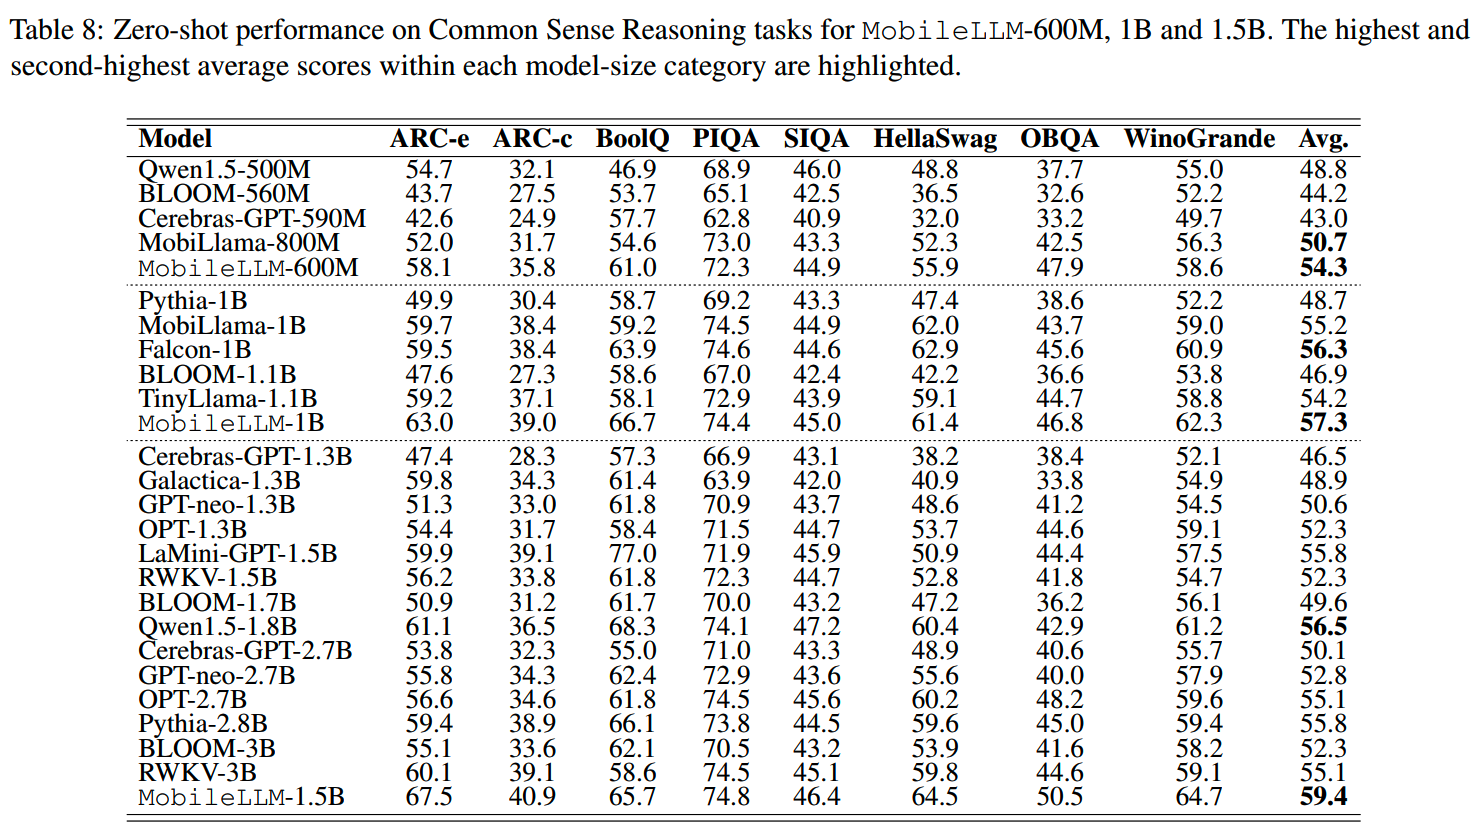 Table 8: Zero-shot performance on Common Sense Reasoning tasks for MobileLLM-600M, 1B and 1.5B. The highest and
second-highest average scores within each model-size category are highlighted.
Model ARC-e ARC-c BoolQ PIQA SIQA HellaSwag OBQA WinoGrande Avg.
Qwen1.5-500M 54.7 32.1 46.9 68.9 46.0 48.8 37.7 55.0 48.8
BLOOM-560M 43.7 27.5 53.7 65.1 42.5 36.5 32.6 52.2 44.2
Cerebras-GPT-590M 42.6 24.9 57.7 62.8 40.9 32.0 33.2 49.7 43.0
MobiLlama-800M 52.0 31.7 54.6 73.0 43.3 52.3 42.5 56.3 50.7
MobileLLM-600M 58.1 35.8 61.0 72.3 44.9 55.9 47.9 58.6 54.3
Pythia-1B 49.9 30.4 58.7 69.2 43.3 47.4 38.6 52.2 48.7
MobiLlama-1B 59.7 38.4 59.2 74.5 44.9 62.0 43.7 59.0 55.2
Falcon-1B 59.5 38.4 63.9 74.6 44.6 62.9 45.6 60.9 56.3
BLOOM-1.1B 47.6 27.3 58.6 67.0 42.4 42.2 36.6 53.8 46.9
TinyLlama-1.1B 59.2 37.1 58.1 72.9 43.9 59.1 44.7 58.8 54.2
MobileLLM-1B 63.0 39.0 66.7 74.4 45.0 61.4 46.8 62.3 57.3
Cerebras-GPT-1.3B 47.4 28.3 57.3 66.9 43.1 38.2 38.4 52.1 46.5
Galactica-1.3B 59.8 34.3 61.4 63.9 42.0 40.9 33.8 54.9 48.9
GPT-neo-1.3B 51.3 33.0 61.8 70.9 43.7 48.6 41.2 54.5 50.6
OPT-1.3B 54.4 31.7 58.4 71.5 44.7 53.7 44.6 59.1 52.3
LaMini-GPT-1.5B 59.9 39.1 77.0 71.9 45.9 50.9 44.4 57.5 55.8
RWKV-1.5B 56.2 33.8 61.8 72.3 44.7 52.8 41.8 54.7 52.3
BLOOM-1.7B 50.9 31.2 61.7 70.0 43.2 47.2 36.2 56.1 49.6
Qwen1.5-1.8B 61.1 36.5 68.3 74.1 47.2 60.4 42.9 61.2 56.5
Cerebras-GPT-2.7B 53.8 32.3 55.0 71.0 43.3 48.9 40.6 55.7 50.1
GPT-neo-2.7B 55.8 34.3 62.4 72.9 43.6 55.6 40.0 57.9 52.8
OPT-2.7B 56.6 34.6 61.8 74.5 45.6 60.2 48.2 59.6 55.1
Pythia-2.8B 59.4 38.9 66.1 73.8 44.5 59.6 45.0 59.4 55.8
BLOOM-3B 55.1 33.6 62.1 70.5 43.2 53.9 41.6 58.2 52.3
RWKV-3B 60.1 39.1 58.6 74.5 45.1 59.8 44.6 59.1 55.1
MobileLLM-1.5B 67.5 40.9 65.7 74.8 46.4 64.5 50.5 64.7 59.4